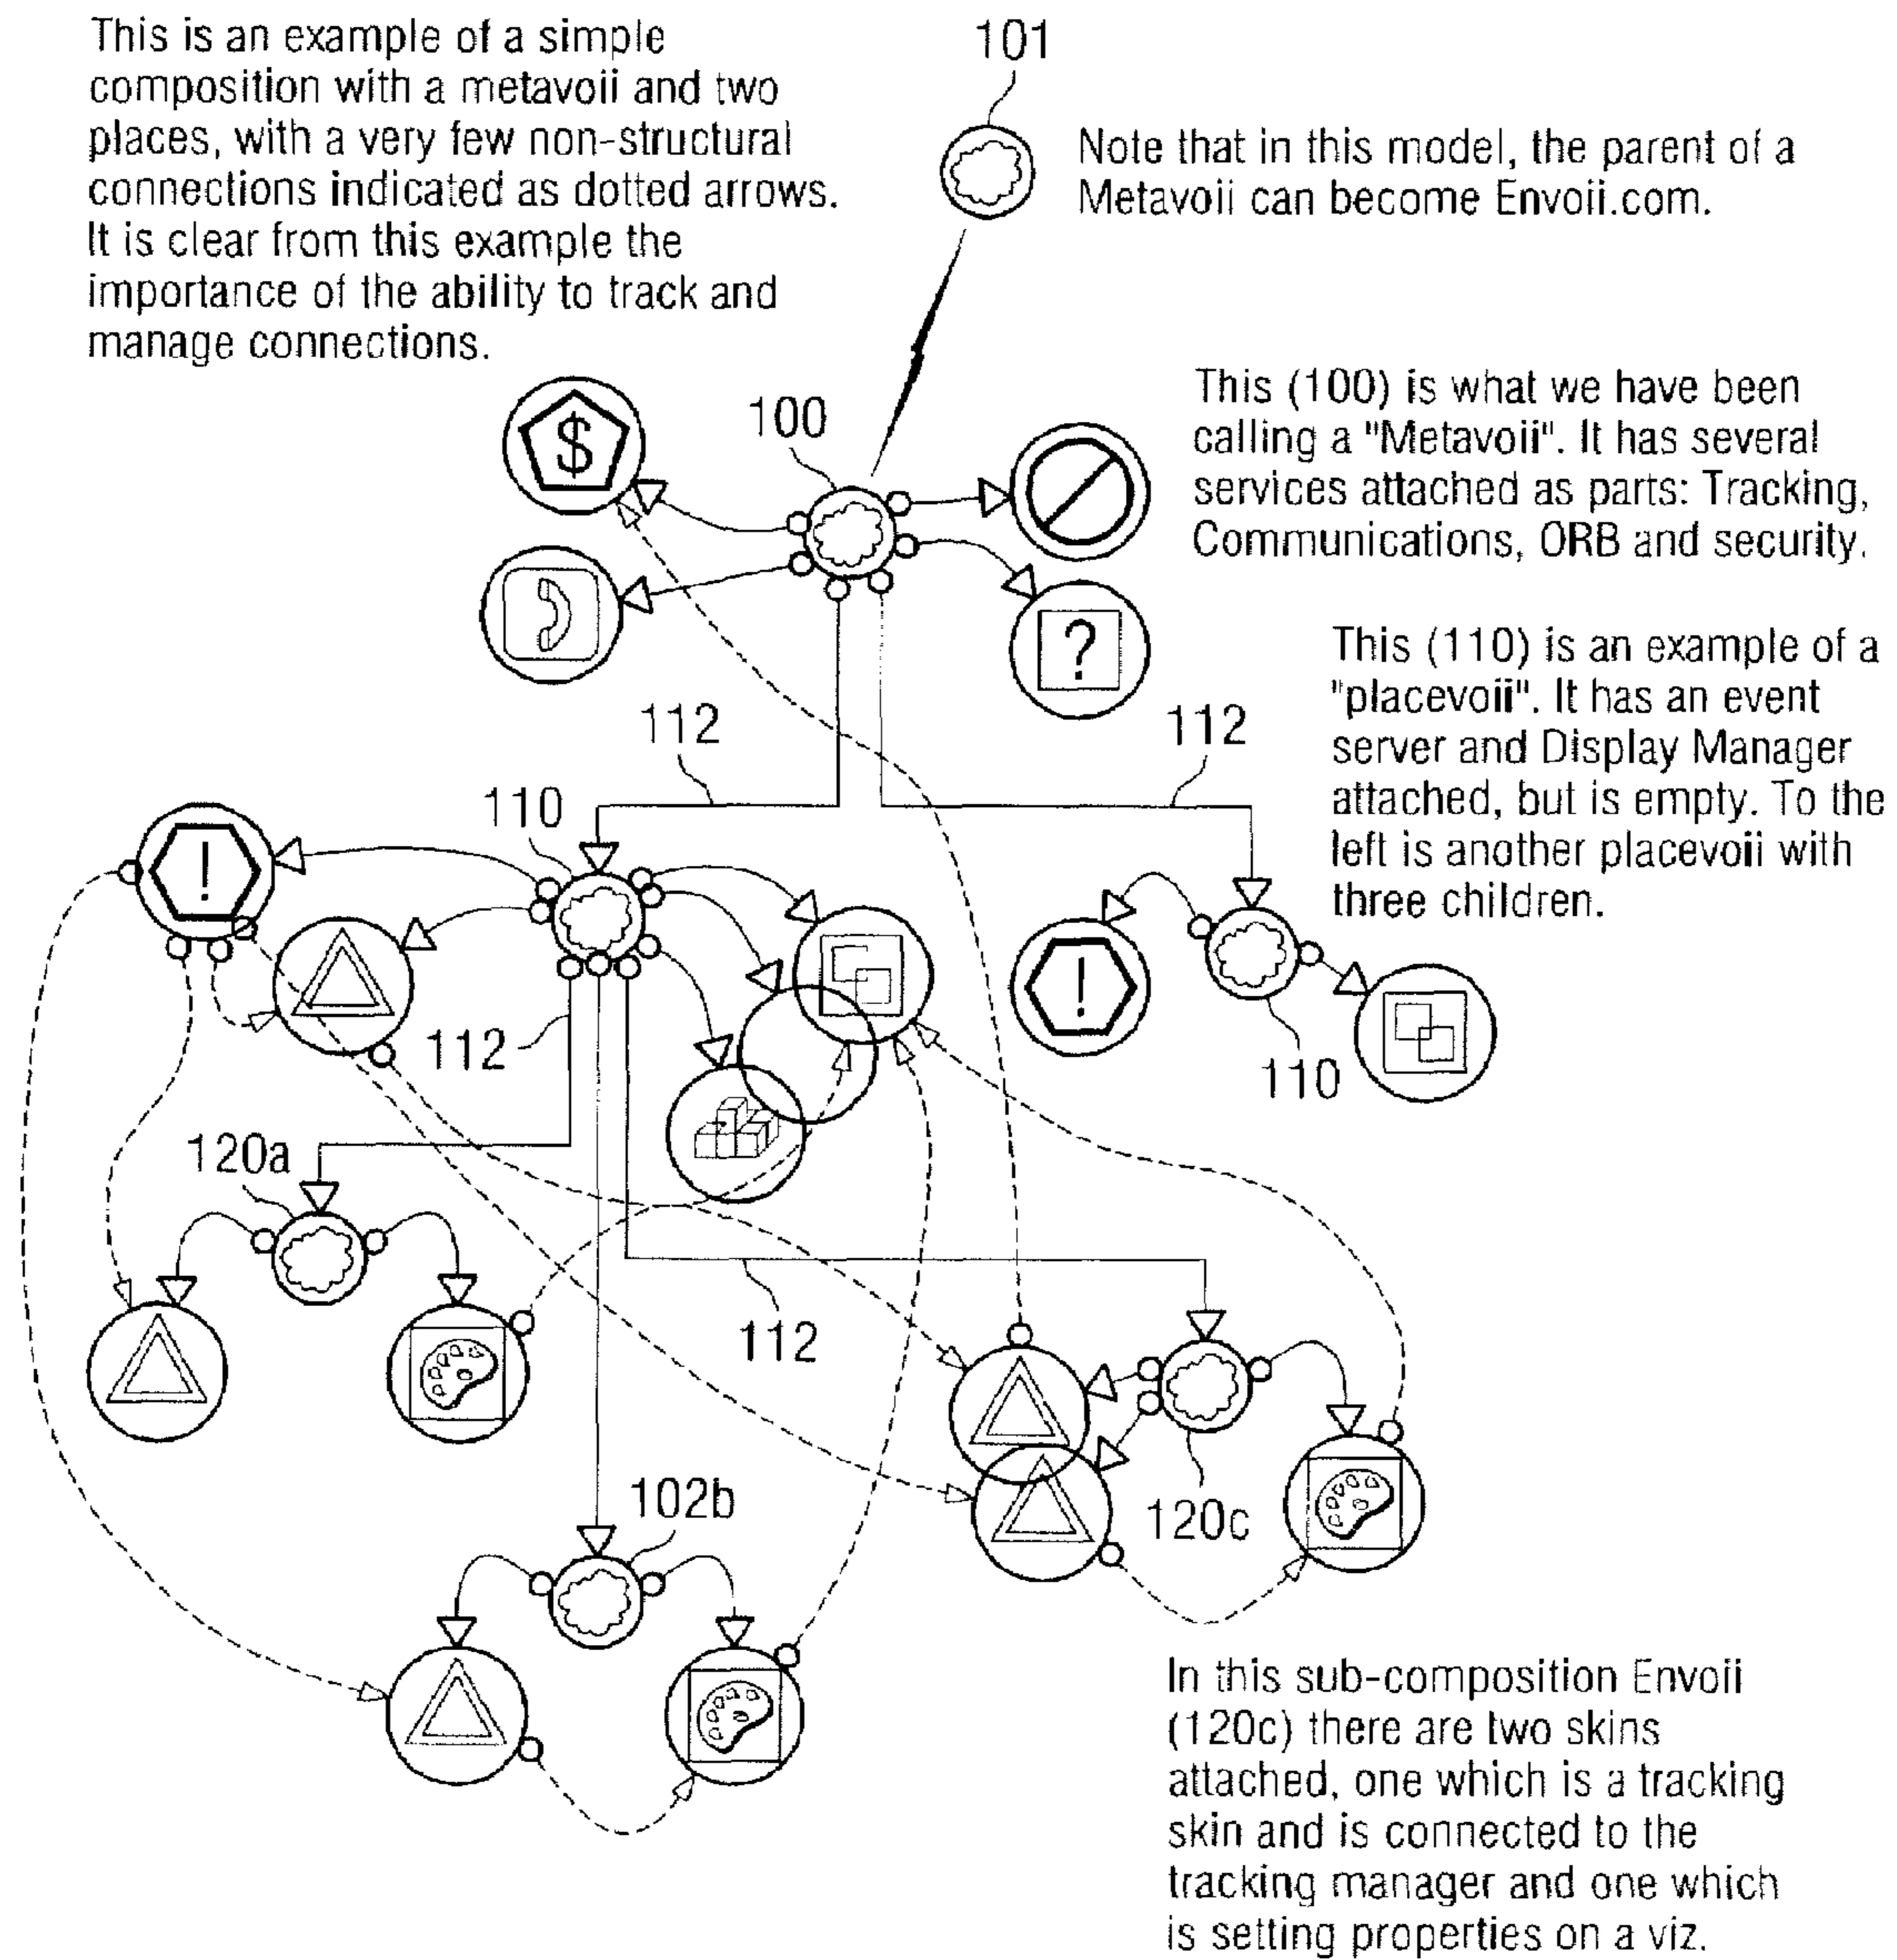 This is an example of a simple
composition with a metavoii and two
places, with a very few non-structural
connections indicated as dotted arrows.
It is clear from this example the
importance of the ability to track and
manage connections.
101
Note that in this model, the parent of a
Metavoii can become Envoii.com.
$
100
This (100) is what we have been
calling a "Metavoii". It has several
services attached as parts: Tracking,
Communications, ORB and security.
?
This (110) is an example of a
"placevoii". It has an event
server and Display Manager
attached, but is empty. To the
left is another placevoii with
three children.
112
112
110
!
!
112
110
120a
112
102b
120c
In this sub-composition Envoii
(120c) there are two skins
attached, one which is a tracking
skin and is connected to the
tracking manager and one which
is setting properties on a viz.